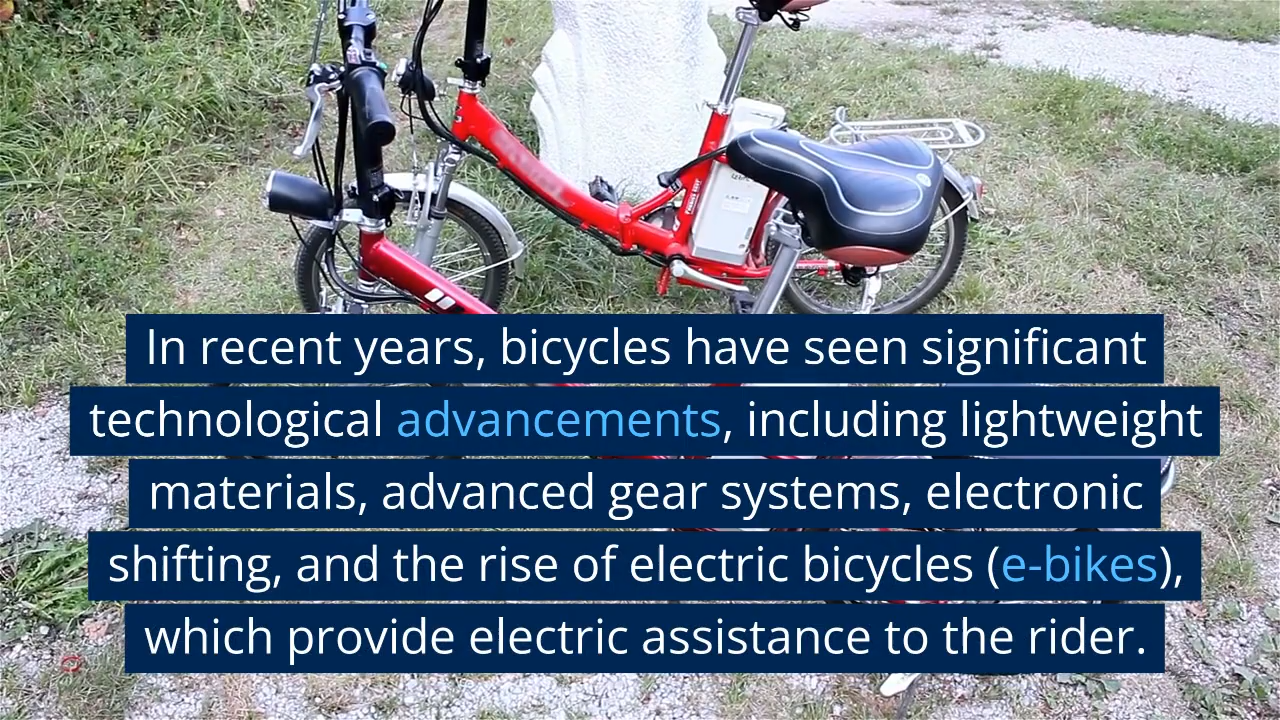 In recent years, bicycles have seen significant
technological advancements, including lightweight
materials, advanced gear systems, electronic
shifting, and the rise of electric bicycles (e-bikes),
which provide electric assistance to the rider.